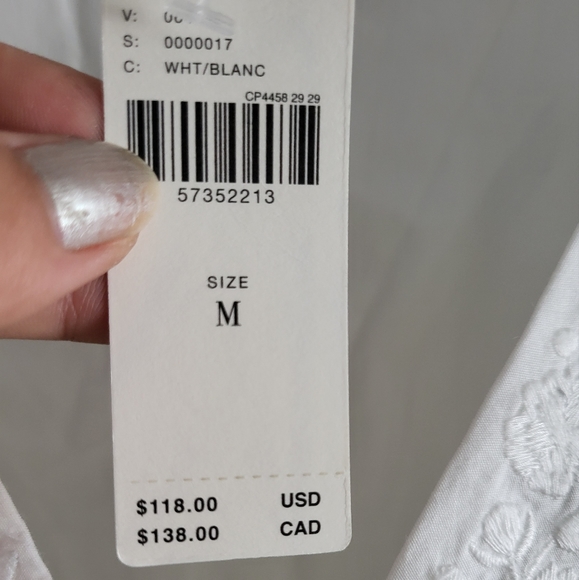 V:
S: 0000017
C: WHT/BLANC
CP4458 29 29
57352213
SIZE
M
$118.00 USD
$138.00 CAD